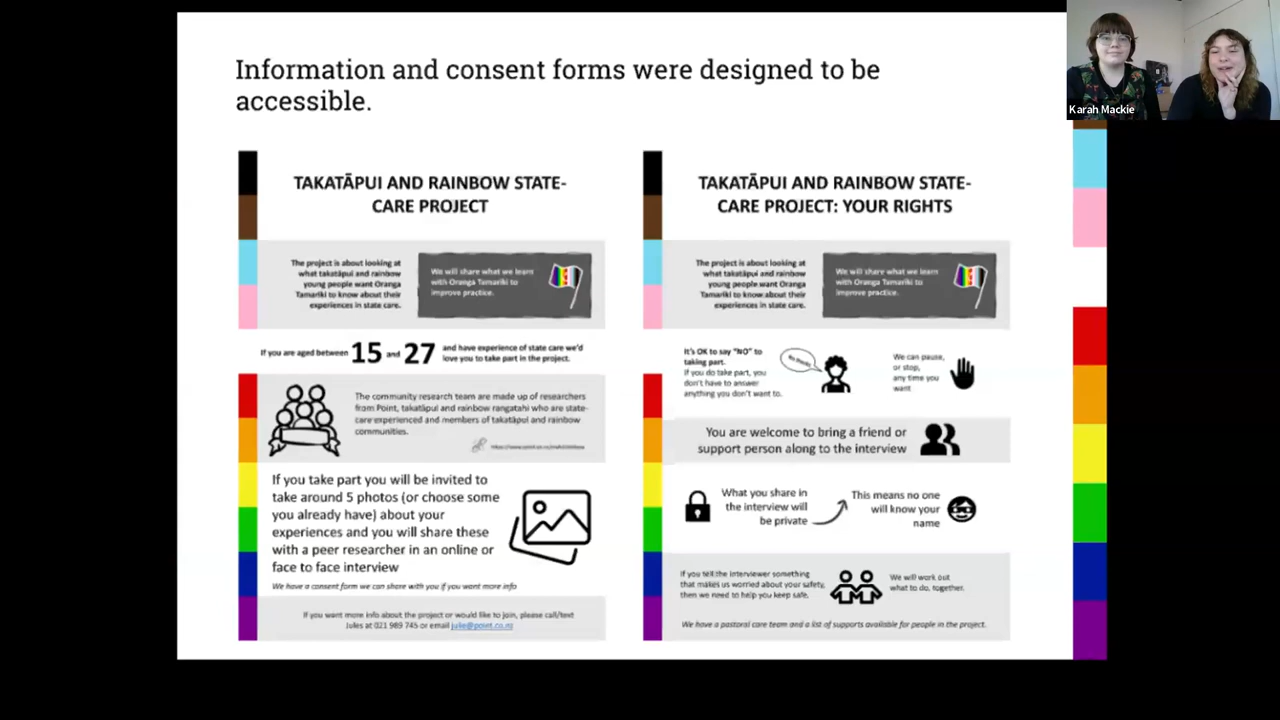 Information and consent forms were designed to be
accessible.
Karah Mackie
TAKATĀPUI AND RAINBOW STATE-
CARE PROJECT
The project is about looking at
what takatāpui and rainbow
young people want Oranga
Tamariki to know about their
experiences in state care.
We will share what we learn
with Oranga Tamariki to
improve practice.
If you are aged between 15 and 27 and have experience of state care we'd
love you to take part in the project.
The community research team are made up of researchers
from Point, takatāpui and rainbow rangatahi who are state-
care experienced and members of takatāpui and rainbow
communities.
If you take part you will be invited to
take around 5 photos (or choose some
you already have) about your
experiences and you will share these
with a peer researcher in an online or
face to face interview
We have a consent form we can share with you if you want more info
If you want more info about the project or would like to join, please call/text
Jules at 021 989 745 or email julie@point.co.nz
TAKATĀPUI AND RAINBOW STATE-
CARE PROJECT: YOUR RIGHTS
The project is about looking at
what takatāpui and rainbow
young people want Oranga
Tamariki to know about their
experiences in state care.
We will share what we learn
with Oranga Tamariki to
improve practice.
It's OK to say "NO" to
taking part.
If you do take part, you
don't have to answer
anything you don't want to.
No thanks
We can pause,
or stop,
any time you
want
You are welcome to bring a friend or
support person along to the interview
What you share in
the interview will
be private
This means no one
will know your
name
If you tell the interviewer something
that makes us worried about your safety,
then we need to help you keep safe.
We will work out
what to do, together.
We have a pastoral care team and a list of supports available for people in the project.